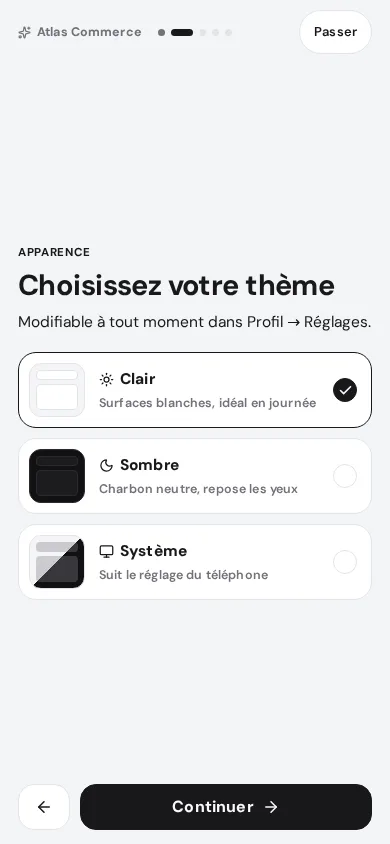 Atlas Commerce
Passer
APPARENCE
Choisissez votre thème
Modifiable à tout moment dans Profil → Réglages.
Clair
Surfaces blanches, idéal en journée
Sombre
Charbon neutre, repose les yeux
Système
Suit le réglage du téléphone
Continuer →